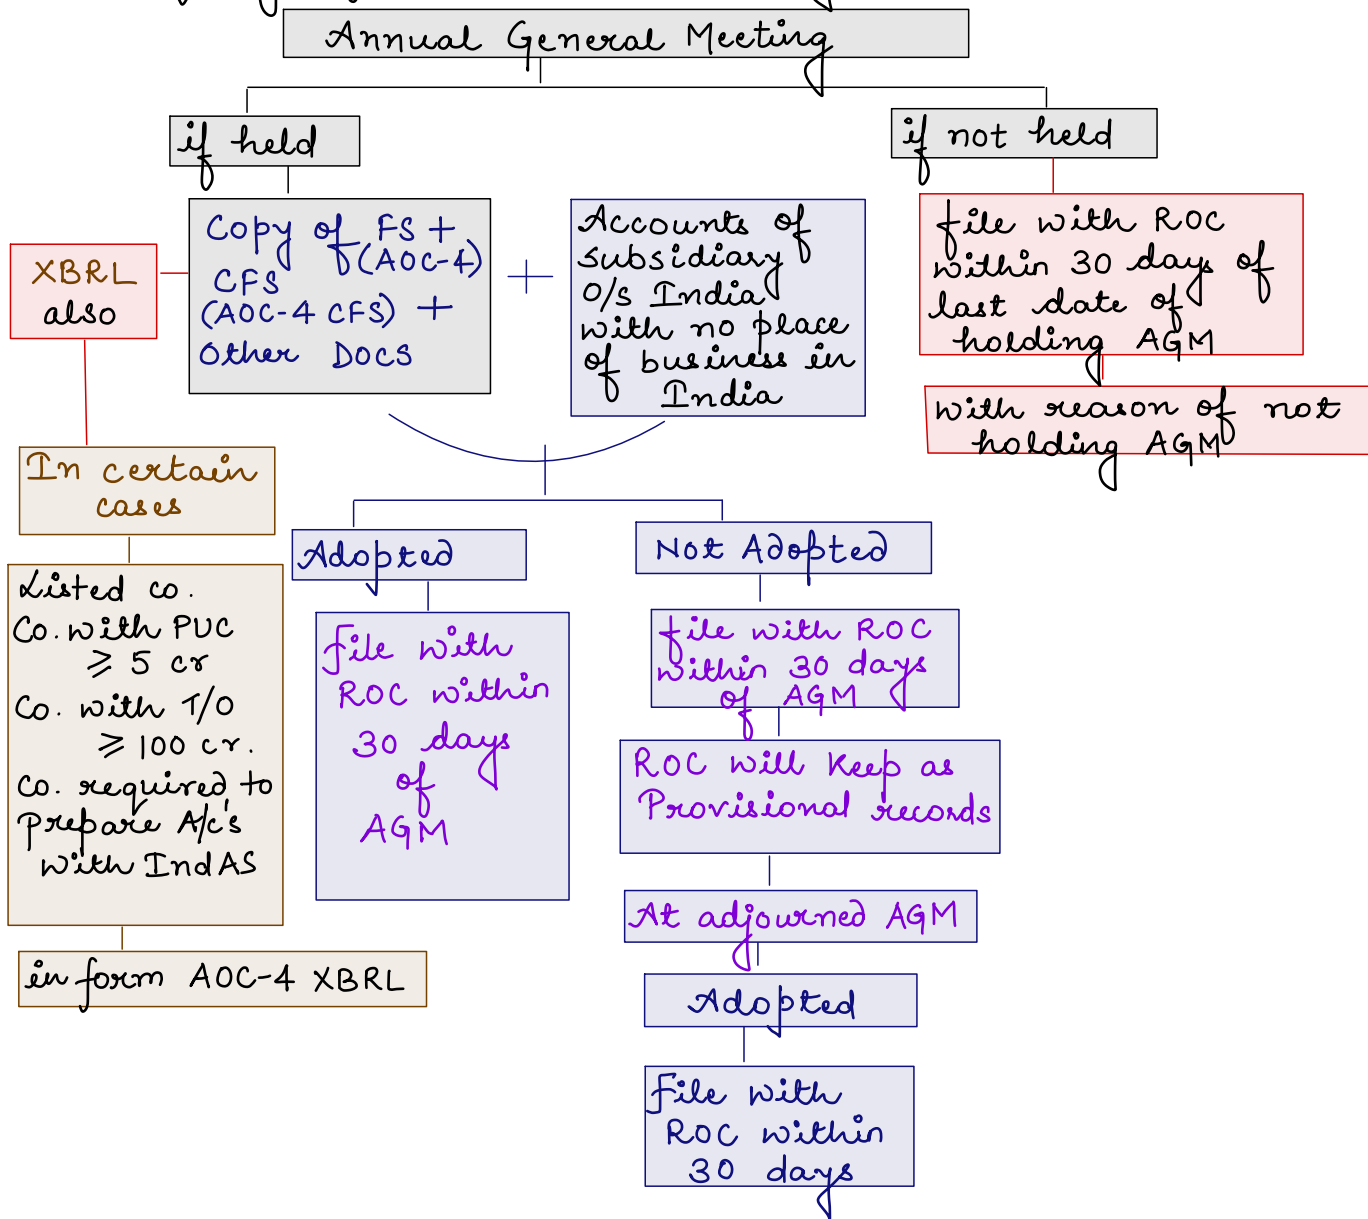 Annual General Meeting
if held
if not held
Copy of FS +
(AOC-4)
CFS
(AOC-4 CFS) +
Other DOCS
+
Accounts of
subsidiary
O/S India
with no place
of business in
India
file with ROC
within 30 days of
last date of
holding AGM
with reason of not
holding AGM
XBRL
also
In certain
cases
Listed co.
Co. with PUC
≥ 5 cr
Co. with T/O
≥ 100 cr.
Co. required to
Prepare A/c's
with IndAS
in form AOC-4 XBRL
Adopted
File with
ROC within
30 days
of
AGM
Not Adopted
file with ROC
within 30 days
of AGM
ROC will Keep as
Provisional records
At adjourned AGM
Adopted
File with
ROC within
30 days